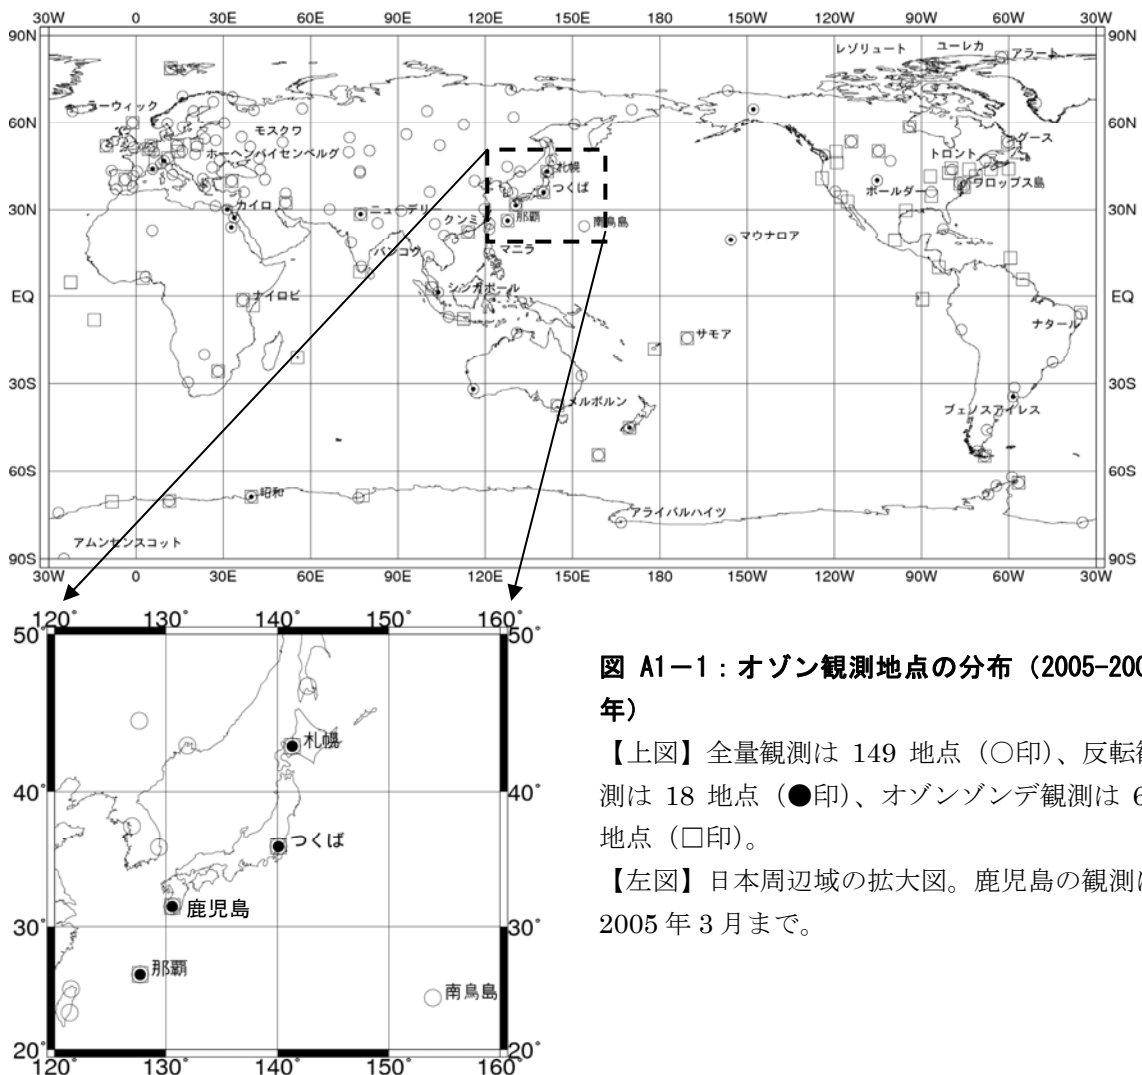 30W 0 30E 60E 90E 120E 150E 180 150W 120W 90W 60W 30W
90N 90N
レゾリュート ユーレカ アラート
ラーウィック
60N 60N
モスクワ グース
ホーヘンパイセンベルグ トロント
札幌
つくば ボールダー ワロップス島
30N カイロ ニューデリー クンミン 那覇 南鳥島 30N
バンコク マニラ マウナロア
EQ ナイロビ シンガポール EQ
サモア ナタール
30S 30S
メルボルン ブエノスアイレス
60S 60S
昭和
アライバルハイツ
アムンセンスコット
90S 90S
30W 0 30E 60E 90E 120E 150E 180 150W 120W 90W 60W 30W
120° 130° 140° 150° 160°
50° 50°
札幌
40° 40°
つくば
鹿児島
30° 30°
那覇
南鳥島
20° 20°
120° 130° 140° 150° 160°
図 A1－1：オゾン観測地点の分布（2005-200
年）
【上図】全量観測は 149 地点（○印）、反転観
測は 18 地点（●印）、オゾンゾンデ観測は 6
地点（□印）。
【左図】日本周辺域の拡大図。鹿児島の観測は
2005 年 3 月まで。